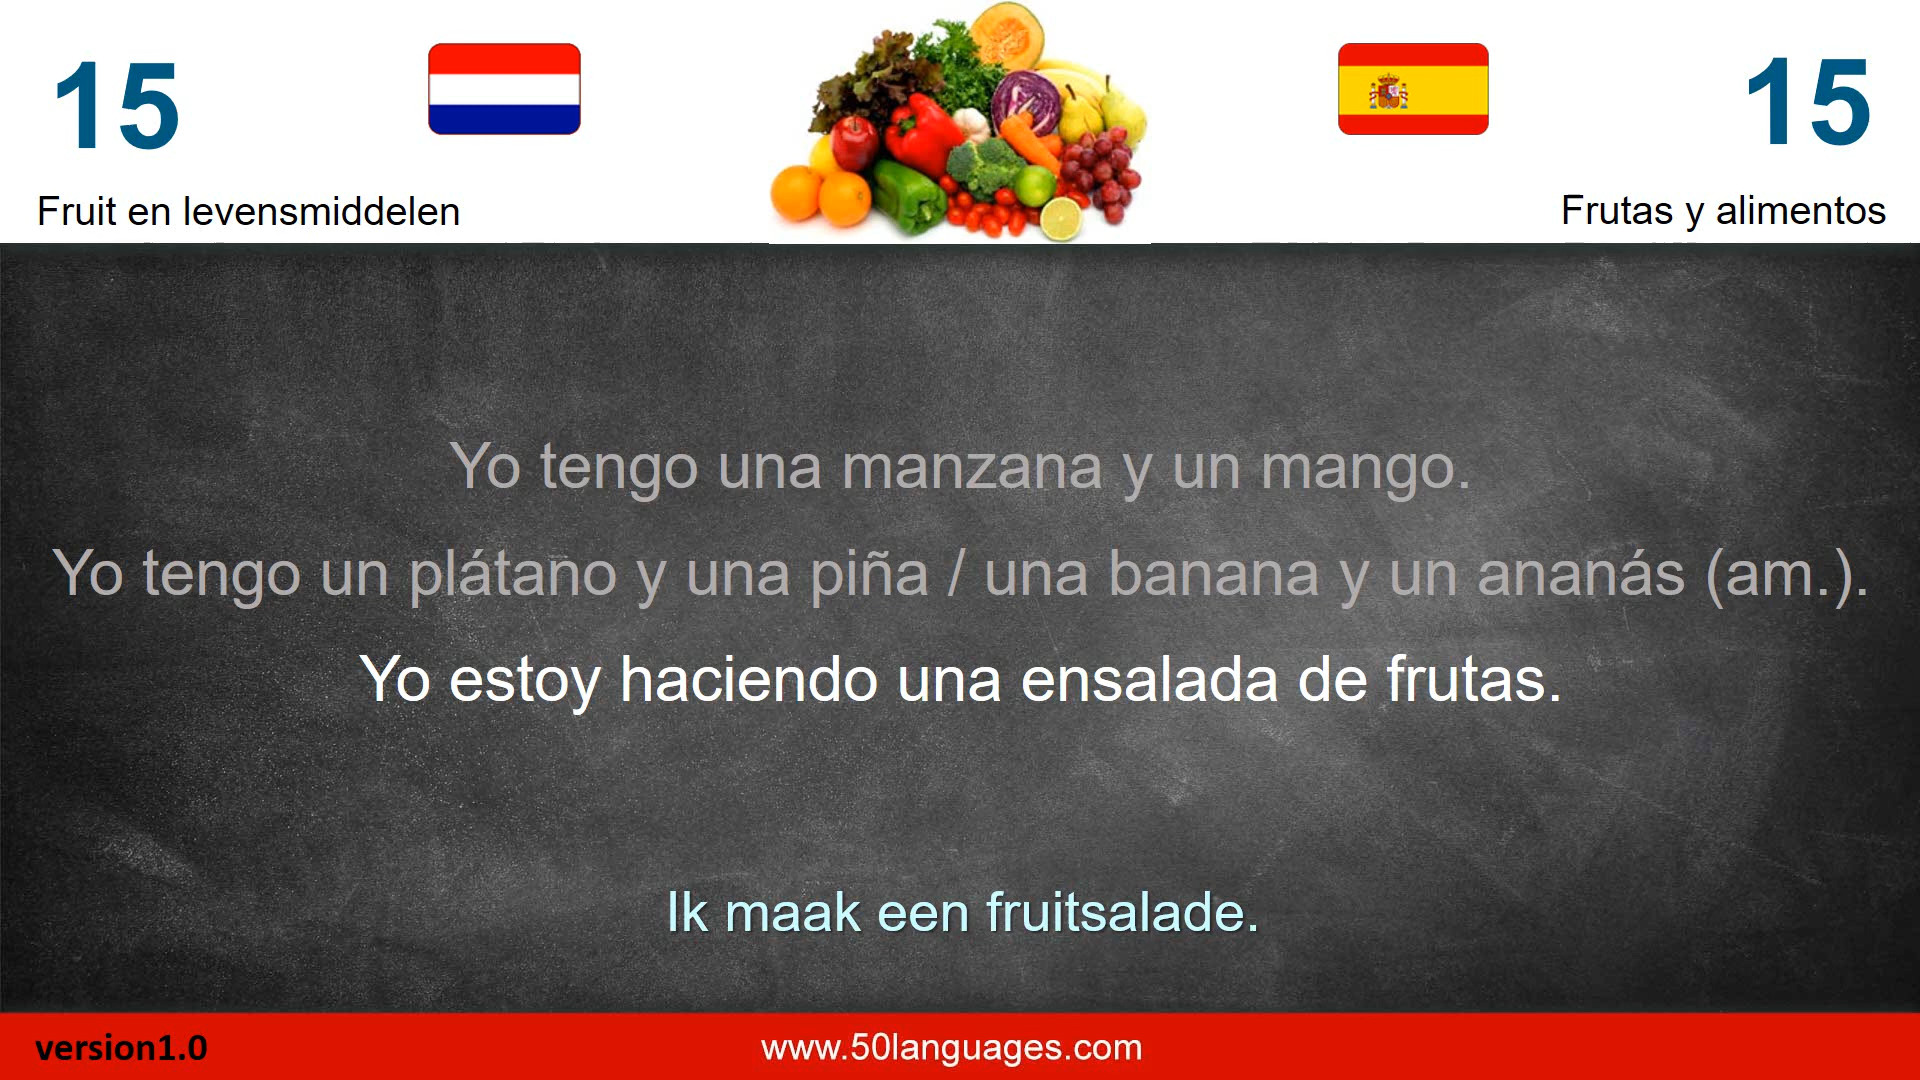 15
15
Fruit en levensmiddelen
Frutas y alimentos
Yo tengo una manzana y un mango.
Yo tengo un plátano y una piña / una banana y un ananás (am.).
Yo estoy haciendo una ensalada de frutas.
Ik maak een fruitsalade.
version1.0
www.50languages.com